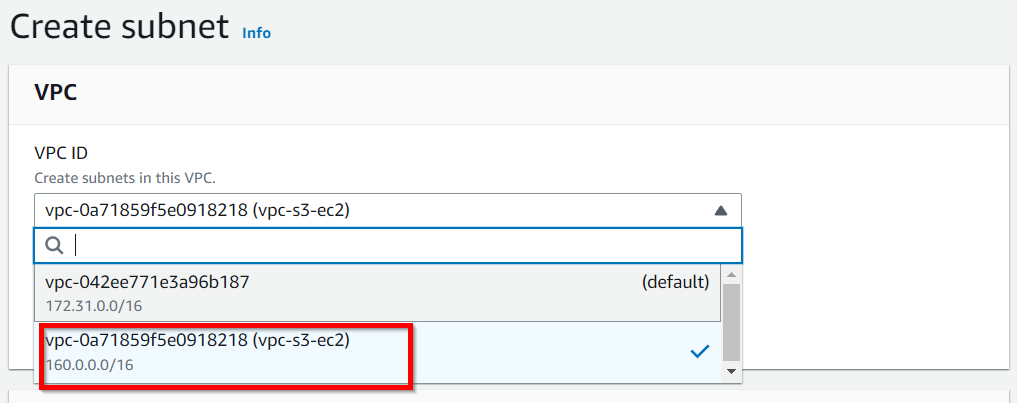 Create subnet Info
VPC
VPC ID
Create subnets in this VPC.
vpc-0a71859f5e0918218 (vpc-s3-ec2)
vpc-042ee771e3a96b187 (default)
172.31.0.0/16
vpc-0a71859f5e0918218 (vpc-s3-ec2)
160.0.0.0/16